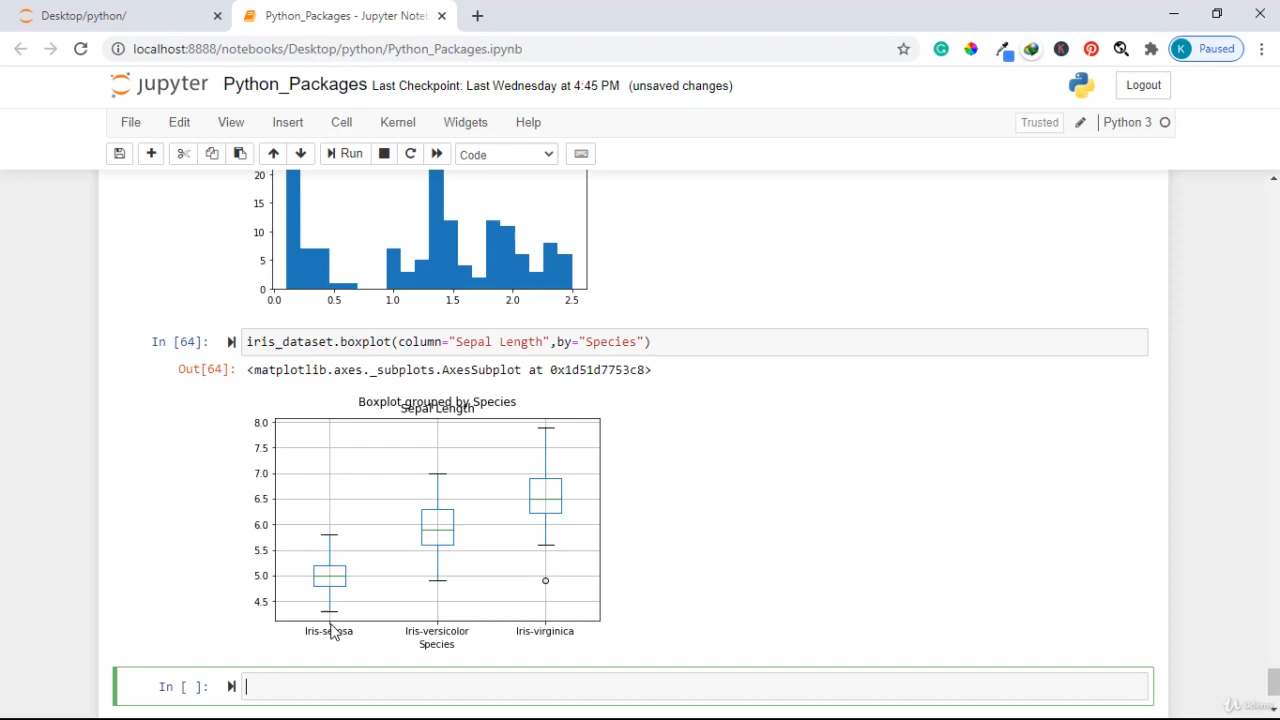 Desktop/python/
Python_Packages - Jupyter Notel
localhost:8888/notebooks/Desktop/python/Python_Packages.ipynb
K Paused
jupyter Python_Packages Last Checkpoint: Last Wednesday at 4:45 PM (unsaved changes)
Logout
File Edit View Insert Cell Kernel Widgets Help
Trusted Python 3
Run Code
20
15
10
5
0
0.0 0.5 1.0 1.5 2.0 2.5
In [64]: iris_dataset.boxplot(column="Sepal Length",by="Species")
Out[64]: <matplotlib.axes._subplots.AxesSubplot at 0x1d51d7753c8>
Boxplot grouped by Species
Sepal Length
8.0
7.5
7.0
6.5
6.0
5.5
5.0
4.5
Iris-setosa Iris-versicolor Iris-virginica
Species
In [ ]:
Udemy